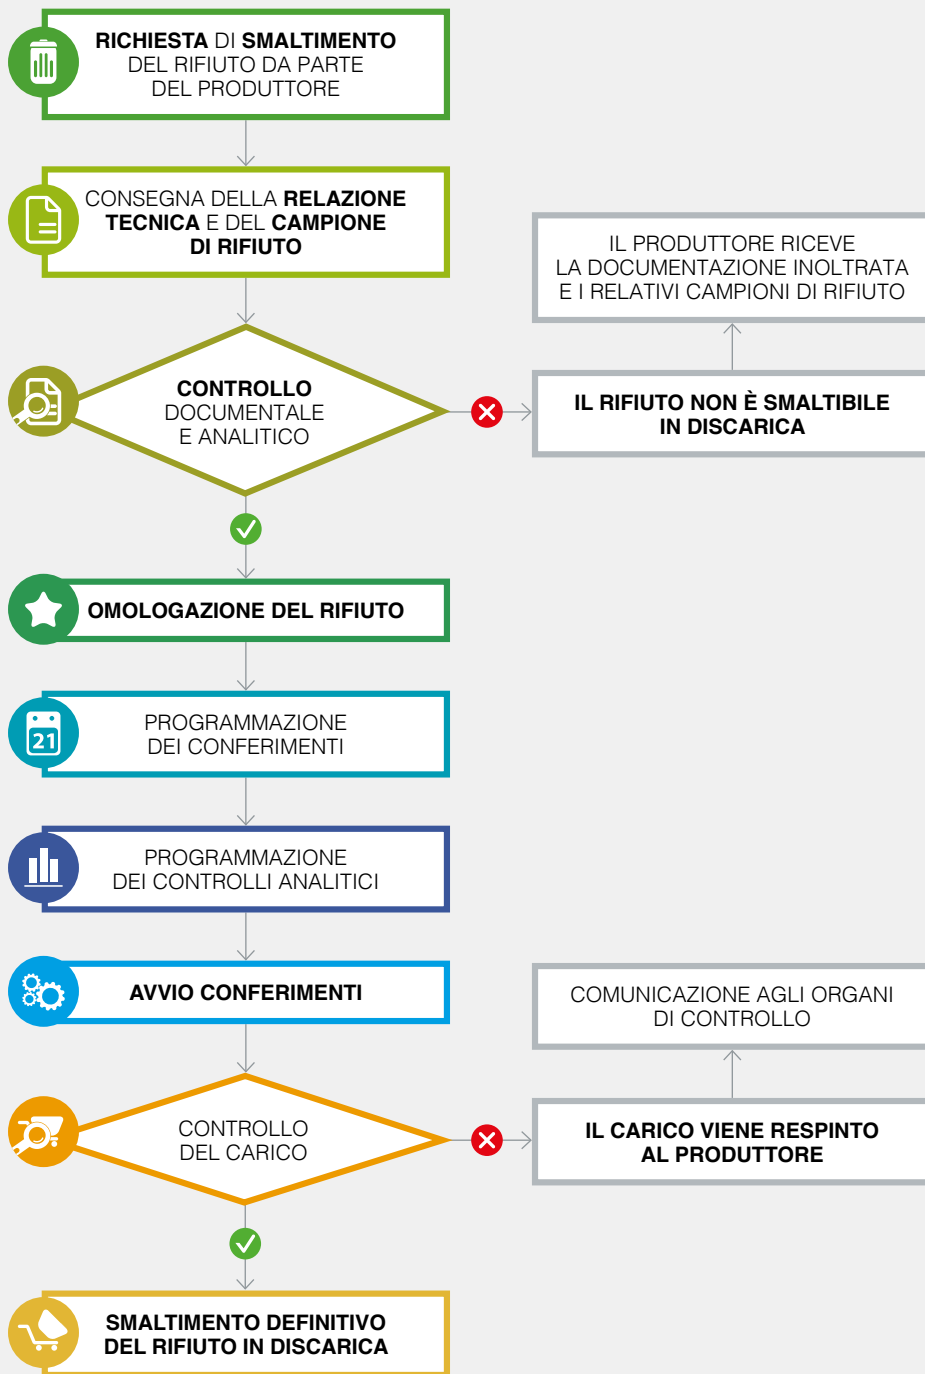 RICHIESTA DI SMALTIMENTO
DEL RIFIUTO DA PARTE
DEL PRODUTTORE
CONSEGNA DELLA RELAZIONE
TECNICA E DEL CAMPIONE
DI RIFIUTO
IL PRODUTTORE RICEVE
LA DOCUMENTAZIONE INOLTRATA
E I RELATIVI CAMPIONI DI RIFIUTO
CONTROLLO
DOCUMENTALE
E ANALITICO
IL RIFIUTO NON È SMALTIBILE
IN DISCARICA
OMOLOGAZIONE DEL RIFIUTO
21
PROGRAMMAZIONE
DEI CONFERIMENTI
PROGRAMMAZIONE
DEI CONTROLLI ANALITICI
AVVIO CONFERIMENTI
COMUNICAZIONE AGLI ORGANI
DI CONTROLLO
CONTROLLO
DEL CARICO
IL CARICO VIENE RESPINTO
AL PRODUTTORE
SMALTIMENTO DEFINITIVO
DEL RIFIUTO IN DISCARICA